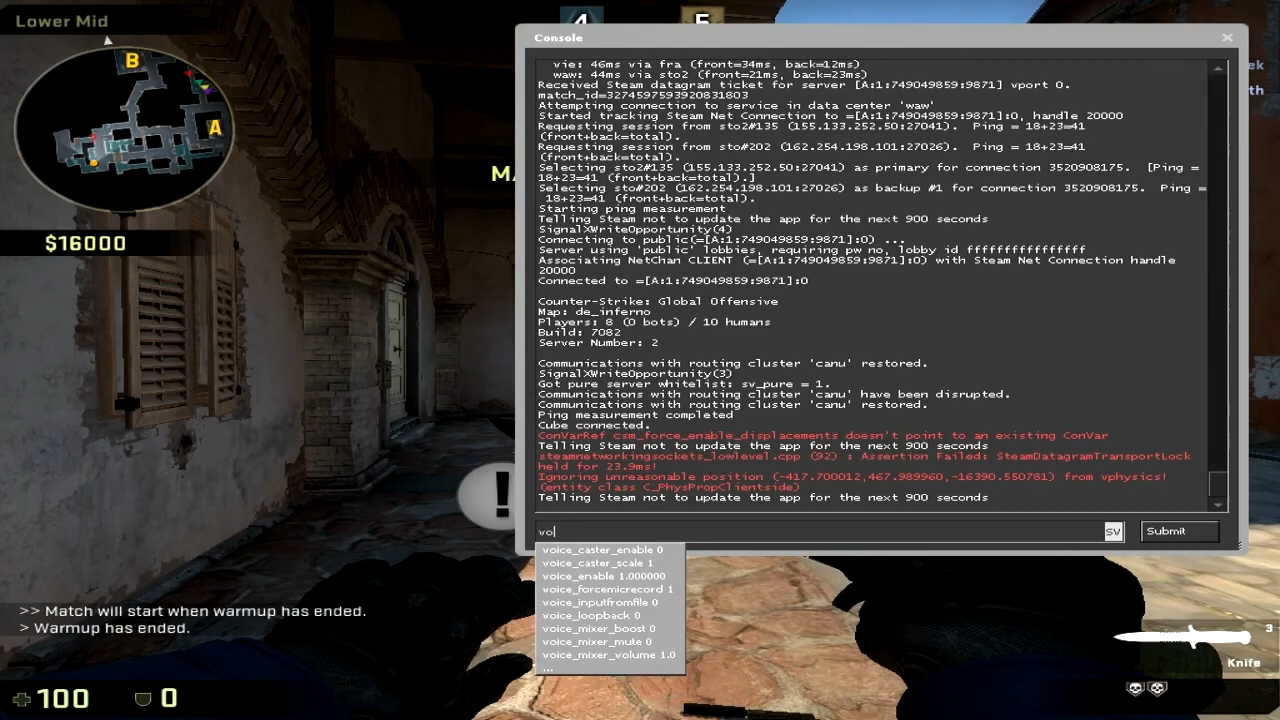 Lower Mid
B
A
$16000
4
5
Console
vie: 46ms via fra (front=34ms, back=12ms)
waw: 44ms via sto2 (front=21ms, back=23ms)
Received Steam datagram ticket for server [A:1:749049859:9871] vport 0.
match_id=3274597593920831803
Attempting connection to service in data center 'waw'
Started tracking Steam Net Connection to =[A:1:749049859:9871]:0, handle 20000
Requesting session from sto2#135 (155.133.252.50:27041).  Ping = 18+23=41
(front+back=total).
Requesting session from sto#202 (162.254.198.101:27026).  Ping = 18+23=41
(front+back=total).
Selecting sto2#135 (155.133.252.50:27041) as primary for connection 3520908175.  [Ping =
18+23=41 (front+back=total).]
Selecting sto#202 (162.254.198.101:27026) as backup #1 for connection 3520908175.  Ping =
18+23=41 (front+back=total).
Starting ping measurement
Telling Steam not to update the app for the next 900 seconds
SignalXWriteOpportunity(4)
Connecting to public(=[A:1:749049859:9871]:0) ...
Server using 'public' lobbies, requiring pw no, lobby id ffffffffffffffff
Associating NetChan CLIENT (=[A:1:749049859:9871]:0) with Steam Net Connection handle
20000
Connected to =[A:1:749049859:9871]:0
Counter-Strike: Global Offensive
Map: de_inferno
Players: 8 (0 bots) / 10 humans
Build: 7082
Server Number: 2
Communications with routing cluster 'canu' restored.
SignalXWriteOpportunity(3)
Got pure server whitelist: sv_pure = 1.
Communications with routing cluster 'canu' have been disrupted.
Communications with routing cluster 'canu' restored.
Ping measurement completed
Cube connected.
ConVarRef csm_force_enable_displacements doesn't point to an existing ConVar
Telling Steam not to update the app for the next 900 seconds
steamnetworkingsockets_lowlevel.cpp (92) : Assertion Failed: SteamDatagramTransportLock
held for 23.9ms!
Ignoring unreasonable position (-417.700012,467.989960,-16390.550781) from vphysics!
(entity class C_PhysPropClientside)
Telling Steam not to update the app for the next 900 seconds
vo
SV
Submit
voice_caster_enable 0
voice_caster_scale 1
voice_enable 1.000000
voice_forcemicrecord 1
voice_inputfromfile 0
voice_loopback 0
voice_mixer_boost 0
voice_mixer_mute 0
voice_mixer_volume 1.0
...
>> Match will start when warmup has ended.
> Warmup has ended.
100
0
3
Knife